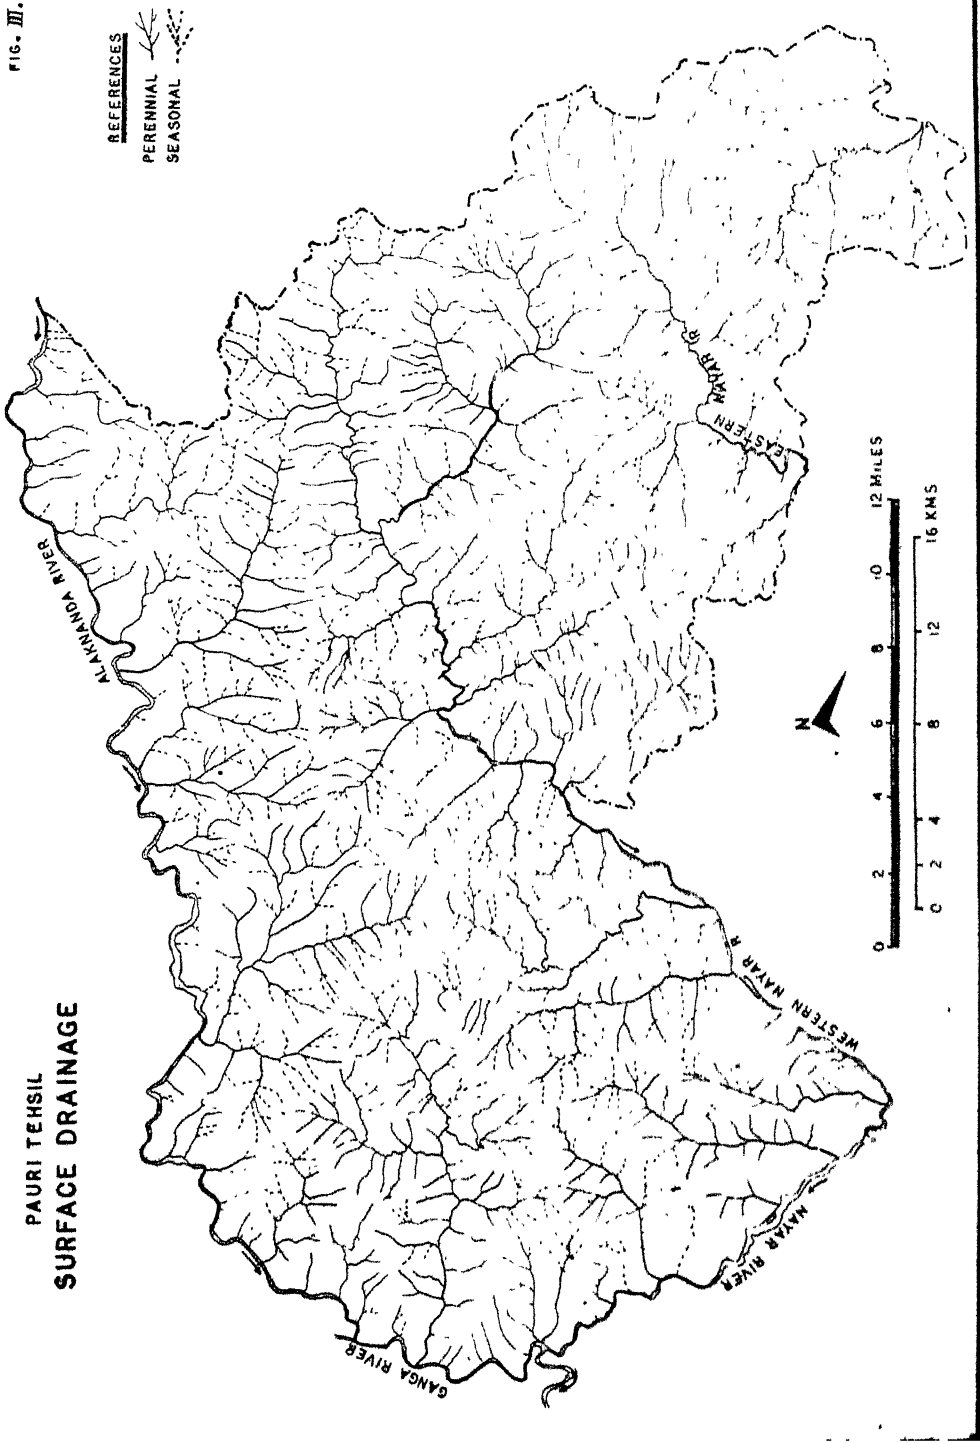 FIG. III.
PAURI TEHSIL
SURFACE DRAINAGE
REFERENCES
PERENNIAL
SEASONAL
ALAKNANDA RIVER
GANGA RIVER
NAYAR RIVER
WESTERN NAYAR R
EASTERN NAYAR R
N
0 2 4 6 8 10 12 MILES
0 2 4 8 12 16 KMS